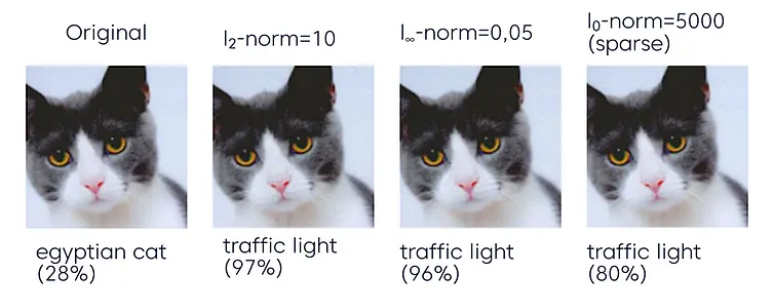 Original
l₂-norm=10
l∞-norm=0,05
l₀-norm=5000
(sparse)
egyptian cat
(28%)
traffic light
(97%)
traffic light
(96%)
traffic light
(80%)